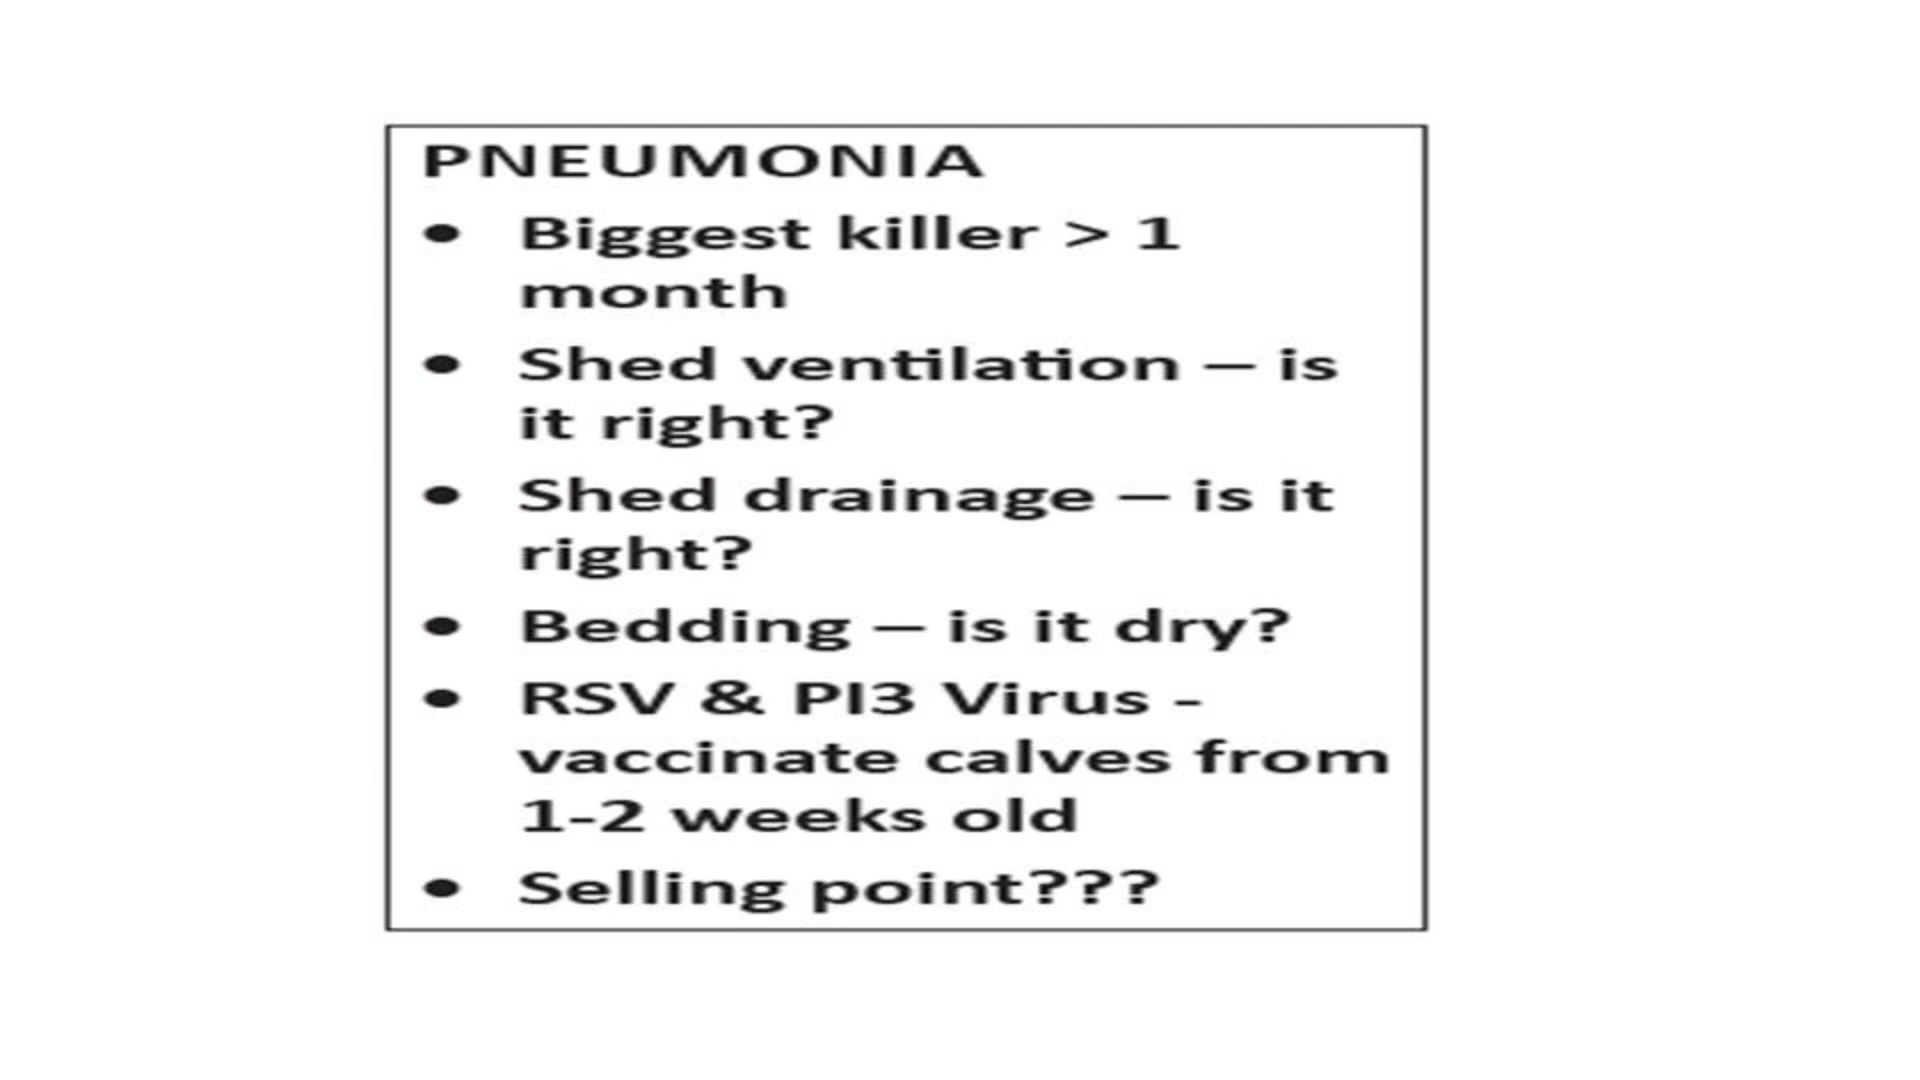 PNEUMONIA
• Biggest killer > 1
month
• Shed ventilation – is
it right?
• Shed drainage – is it
right?
• Bedding – is it dry?
• RSV & PI3 Virus -
vaccinate calves from
1-2 weeks old
• Selling point???